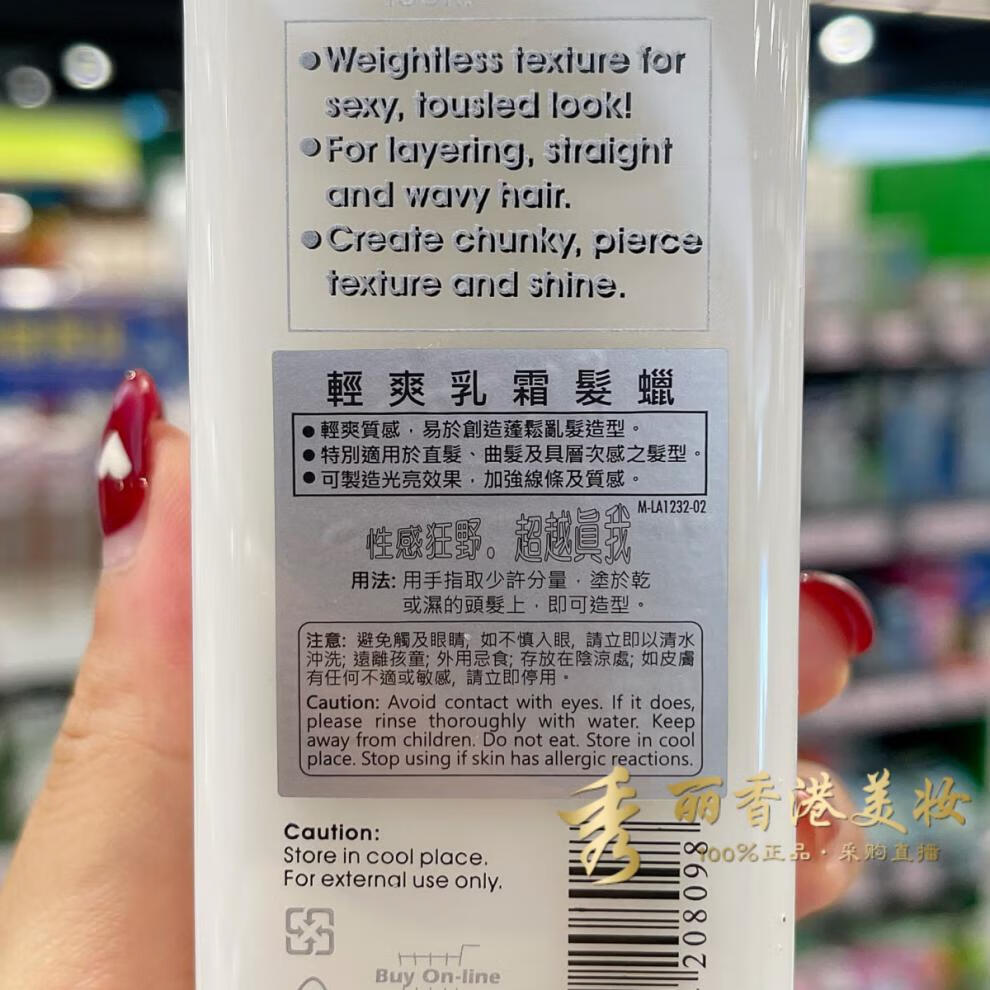 look.
●Weightless texture for
sexy, tousled look!
●For layering, straight
and wavy hair.
●Create chunky, pierce
texture and shine.
輕爽乳霜髮蠟
●輕爽質感，易於創造蓬鬆亂髮造型。
●特別適用於直髮、曲髮及具層次感之髮型。
●可製造光亮效果，加強線條及質感。
M-LA1232-02
性感狂野。超越真我
用法: 用手指取少許分量，塗於乾
或濕的頭髮上，即可造型。
注意: 避免觸及眼睛; 如不慎入眼, 請立即以清水
沖洗; 遠離孩童; 外用忌食; 存放在陰涼處; 如皮膚
有任何不適或敏感, 請立即停用。
Caution: Avoid contact with eyes. If it does,
please rinse thoroughly with water. Keep
away from children. Do not eat. Store in cool
place. Stop using if skin has allergic reactions.
秀丽香港美妆
100%正品·采购直播
Caution:
Store in cool place.
For external use only.
208098
Buy On-line